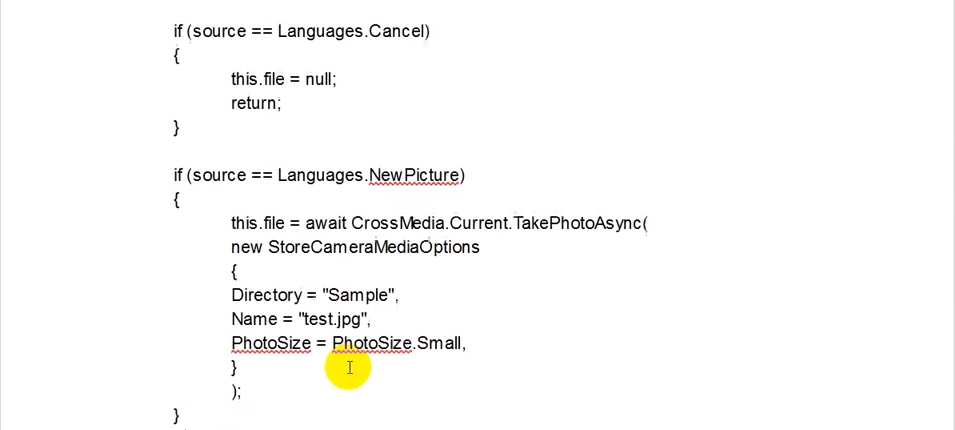 if (source == Languages.Cancel)
{
this.file = null;
return;
}
if (source == Languages.NewPicture)
{
this.file = await CrossMedia.Current.TakePhotoAsync(
new StoreCameraMediaOptions
{
Directory = "Sample",
Name = "test.jpg",
PhotoSize = PhotoSize.Small,
}
);
}